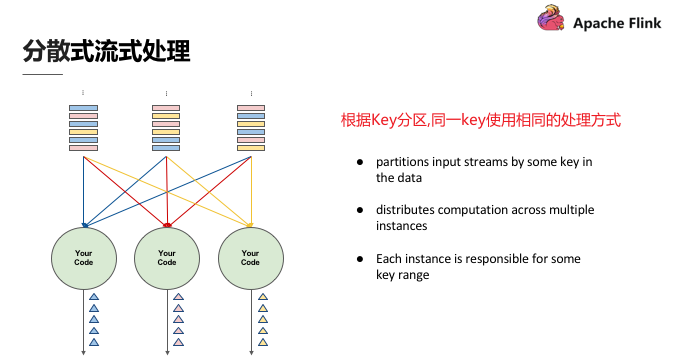 Apache Flink
分散式流式处理
根据Key分区,同一key使用相同的处理方式
● partitions input streams by some key in
the data
● distributes computation across multiple
instances
● Each instance is responsible for some
key range
Your
Code
Your
Code
Your
Code